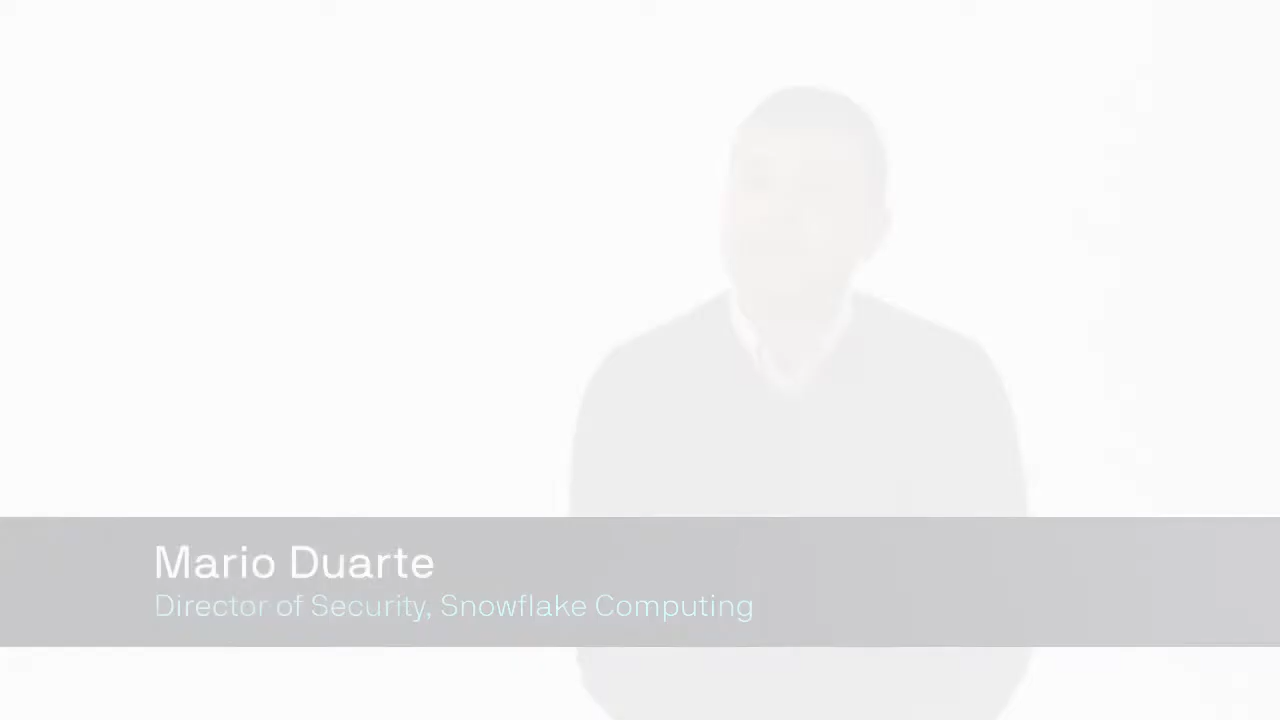 Mario Duarte
Director of Security, Snowflake Computing